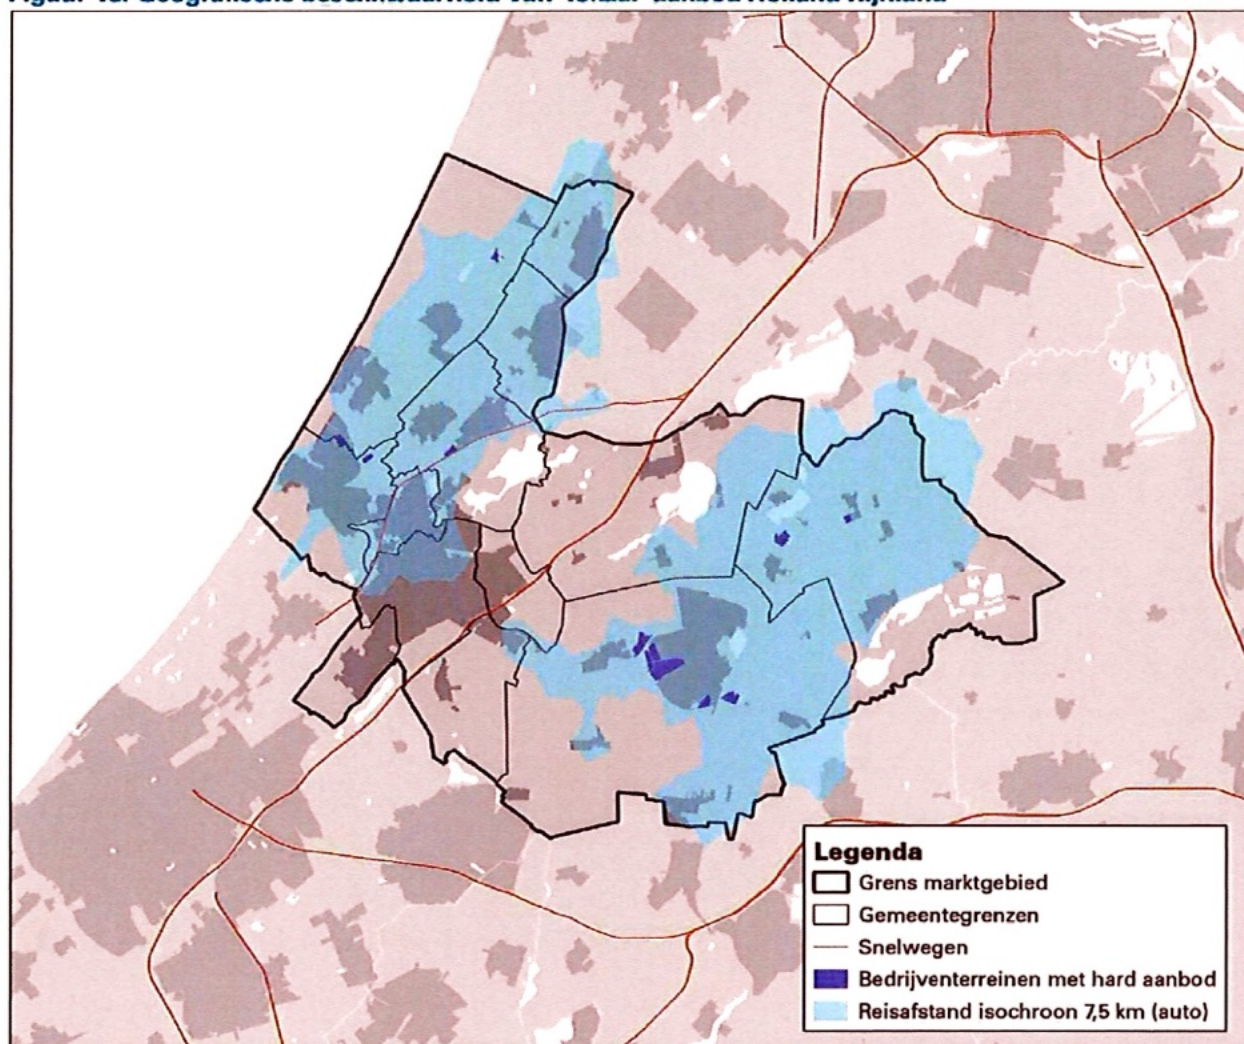 Legenda
Grens marktgebied
Gemeentegrenzen
Snelwegen
Bedrijventerreinen met hard aanbod
Reisafstand isochroon 7,5 km (auto)